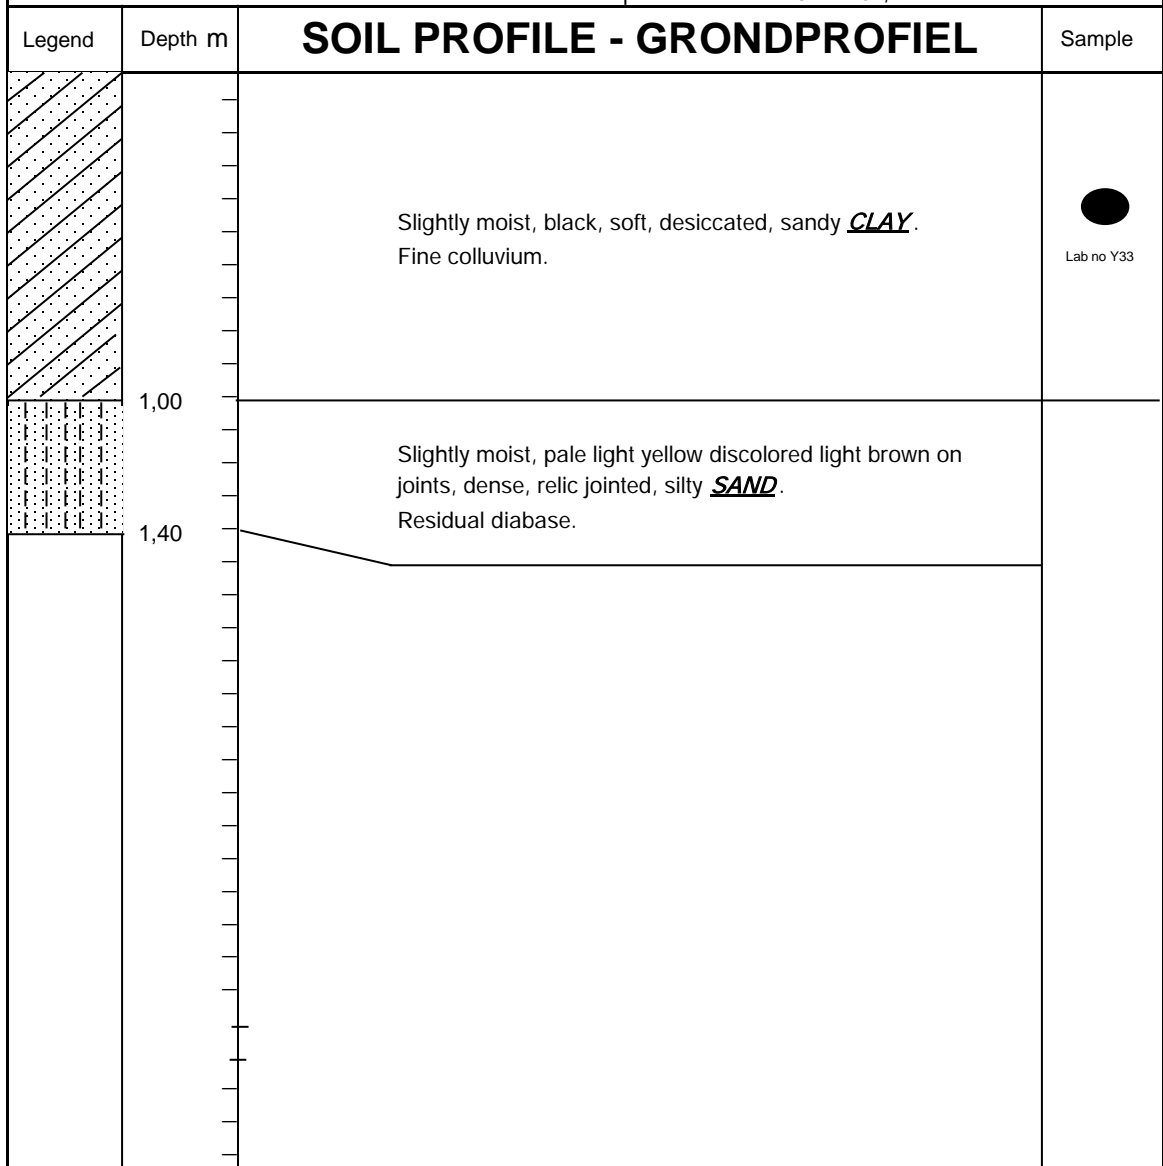 Legend
Depth m
SOIL PROFILE - GRONDPROFIEL
Sample
Slightly moist, black, soft, desiccated, sandy CLAY.
Fine colluvium.
Lab no Y33
1,00
Slightly moist, pale light yellow discolored light brown on
joints, dense, relic jointed, silty SAND.
Residual diabase.
1,40